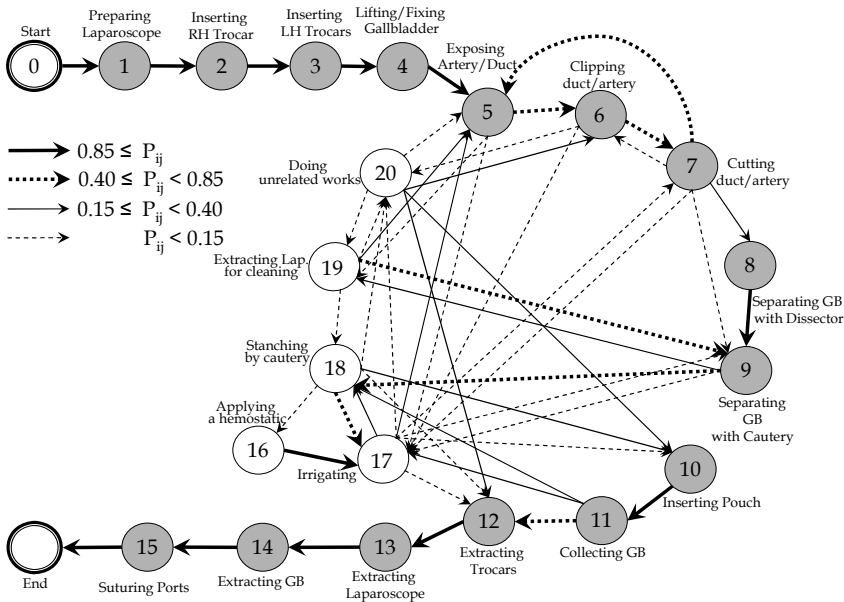 Start
0
Preparing
Laparoscope
1
Inserting
RH Trocar
2
Inserting
LH Trocars
3
Lifting/Fixing
Gallbladder
4
Exposing
Artery/Duct
5
Clipping
duct/artery
6
7
Cutting
duct/artery
0.85 ≤ Pij
0.40 ≤ Pij < 0.85
0.15 ≤ Pij < 0.40
Pij < 0.15
Doing
unrelated works
20
Extracting Lap.
for cleaning
19
8
Separating GB
with Dissector
Stanching
by cautery
18
9
Separating
GB
with Cautery
Applying
a hemostatic
16
Irrigating
17
10
Inserting Pouch
11
Collecting GB
12
Extracting
Trocars
13
Extracting
Laparoscope
14
Extracting GB
15
Suturing Ports
End